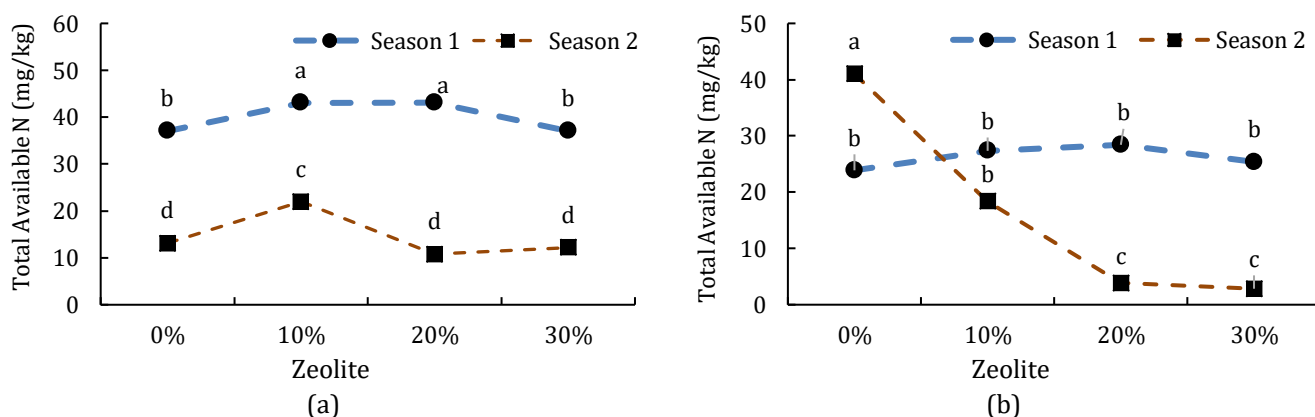 Total Available N (mg/kg)
60
50
40
30
20
10
0
Season 1 Season 2
b a a b
d c d d
0% 10% 20% 30%
Zeolite
(a)
Total Available N (mg/kg)
50
40
30
20
10
0
Season 1 Season 2
a
b b b b
b
c c
0% 10% 20% 30%
Zeolite
(b)